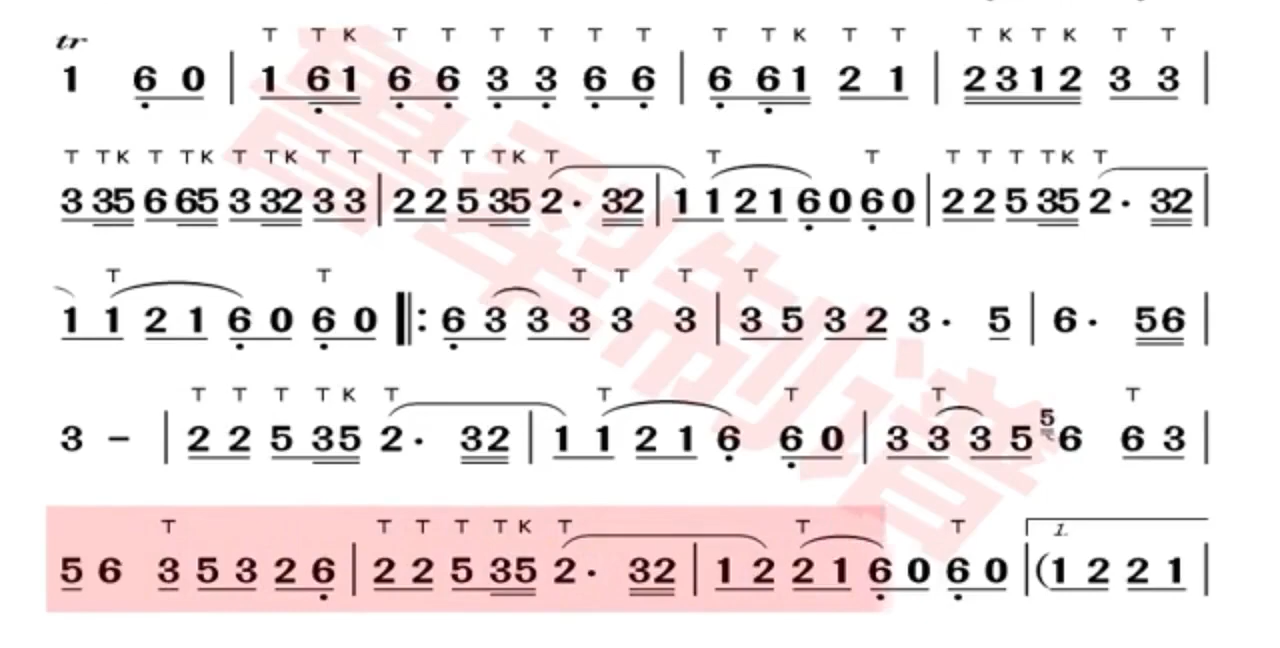 tr T T K T T T T T T T T K T T T K T K T T
1 6 0 | 1 6 1 6 6 3 3 6 6 | 6 6 1 2 1 | 2 3 1 2 3 3 |
T T K T T K T T K T T T T T T K T T T T T T T K T
3 3 5 6 6 5 3 3 2 3 3 | 2 2 5 3 5 2 · 3 2 | 1 1 2 1 6 0 6 0 | 2 2 5 3 5 2 · 3 2 |
T T T T T T
1 1 2 1 6 0 6 0 ‖: 6 3 3 3 3 3 | 3 5 3 2 3 · 5 | 6 · 5 6 |
T T T T K T T T T T
3 – | 2 2 5 3 5 2 · 3 2 | 1 1 2 1 6 6 0 | 3 3 3 5 5 6 6 3 |
T T T T T K T T T 1.
5 6 3 5 3 2 6 | 2 2 5 3 5 2 · 3 2 | 1 2 2 1 6 0 6 0 | (1 2 2 1 |
制谱